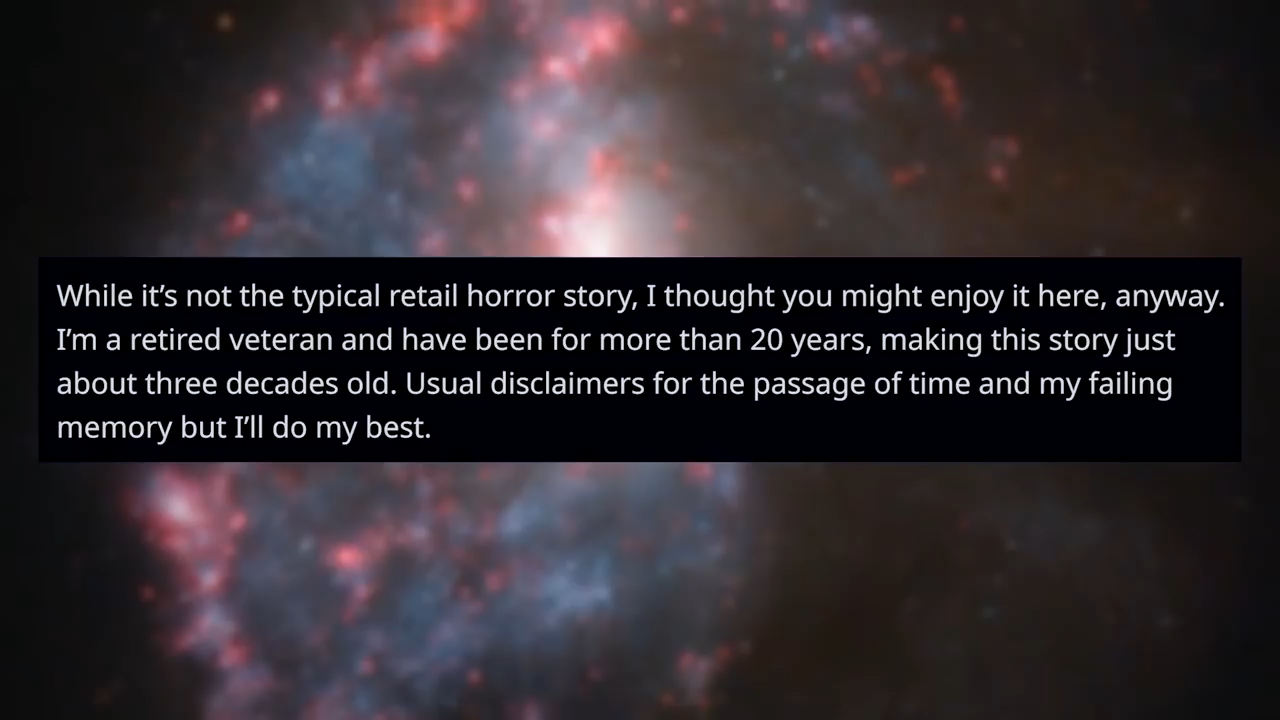 While it’s not the typical retail horror story, I thought you might enjoy it here, anyway.
I’m a retired veteran and have been for more than 20 years, making this story just
about three decades old. Usual disclaimers for the passage of time and my failing
memory but I’ll do my best.